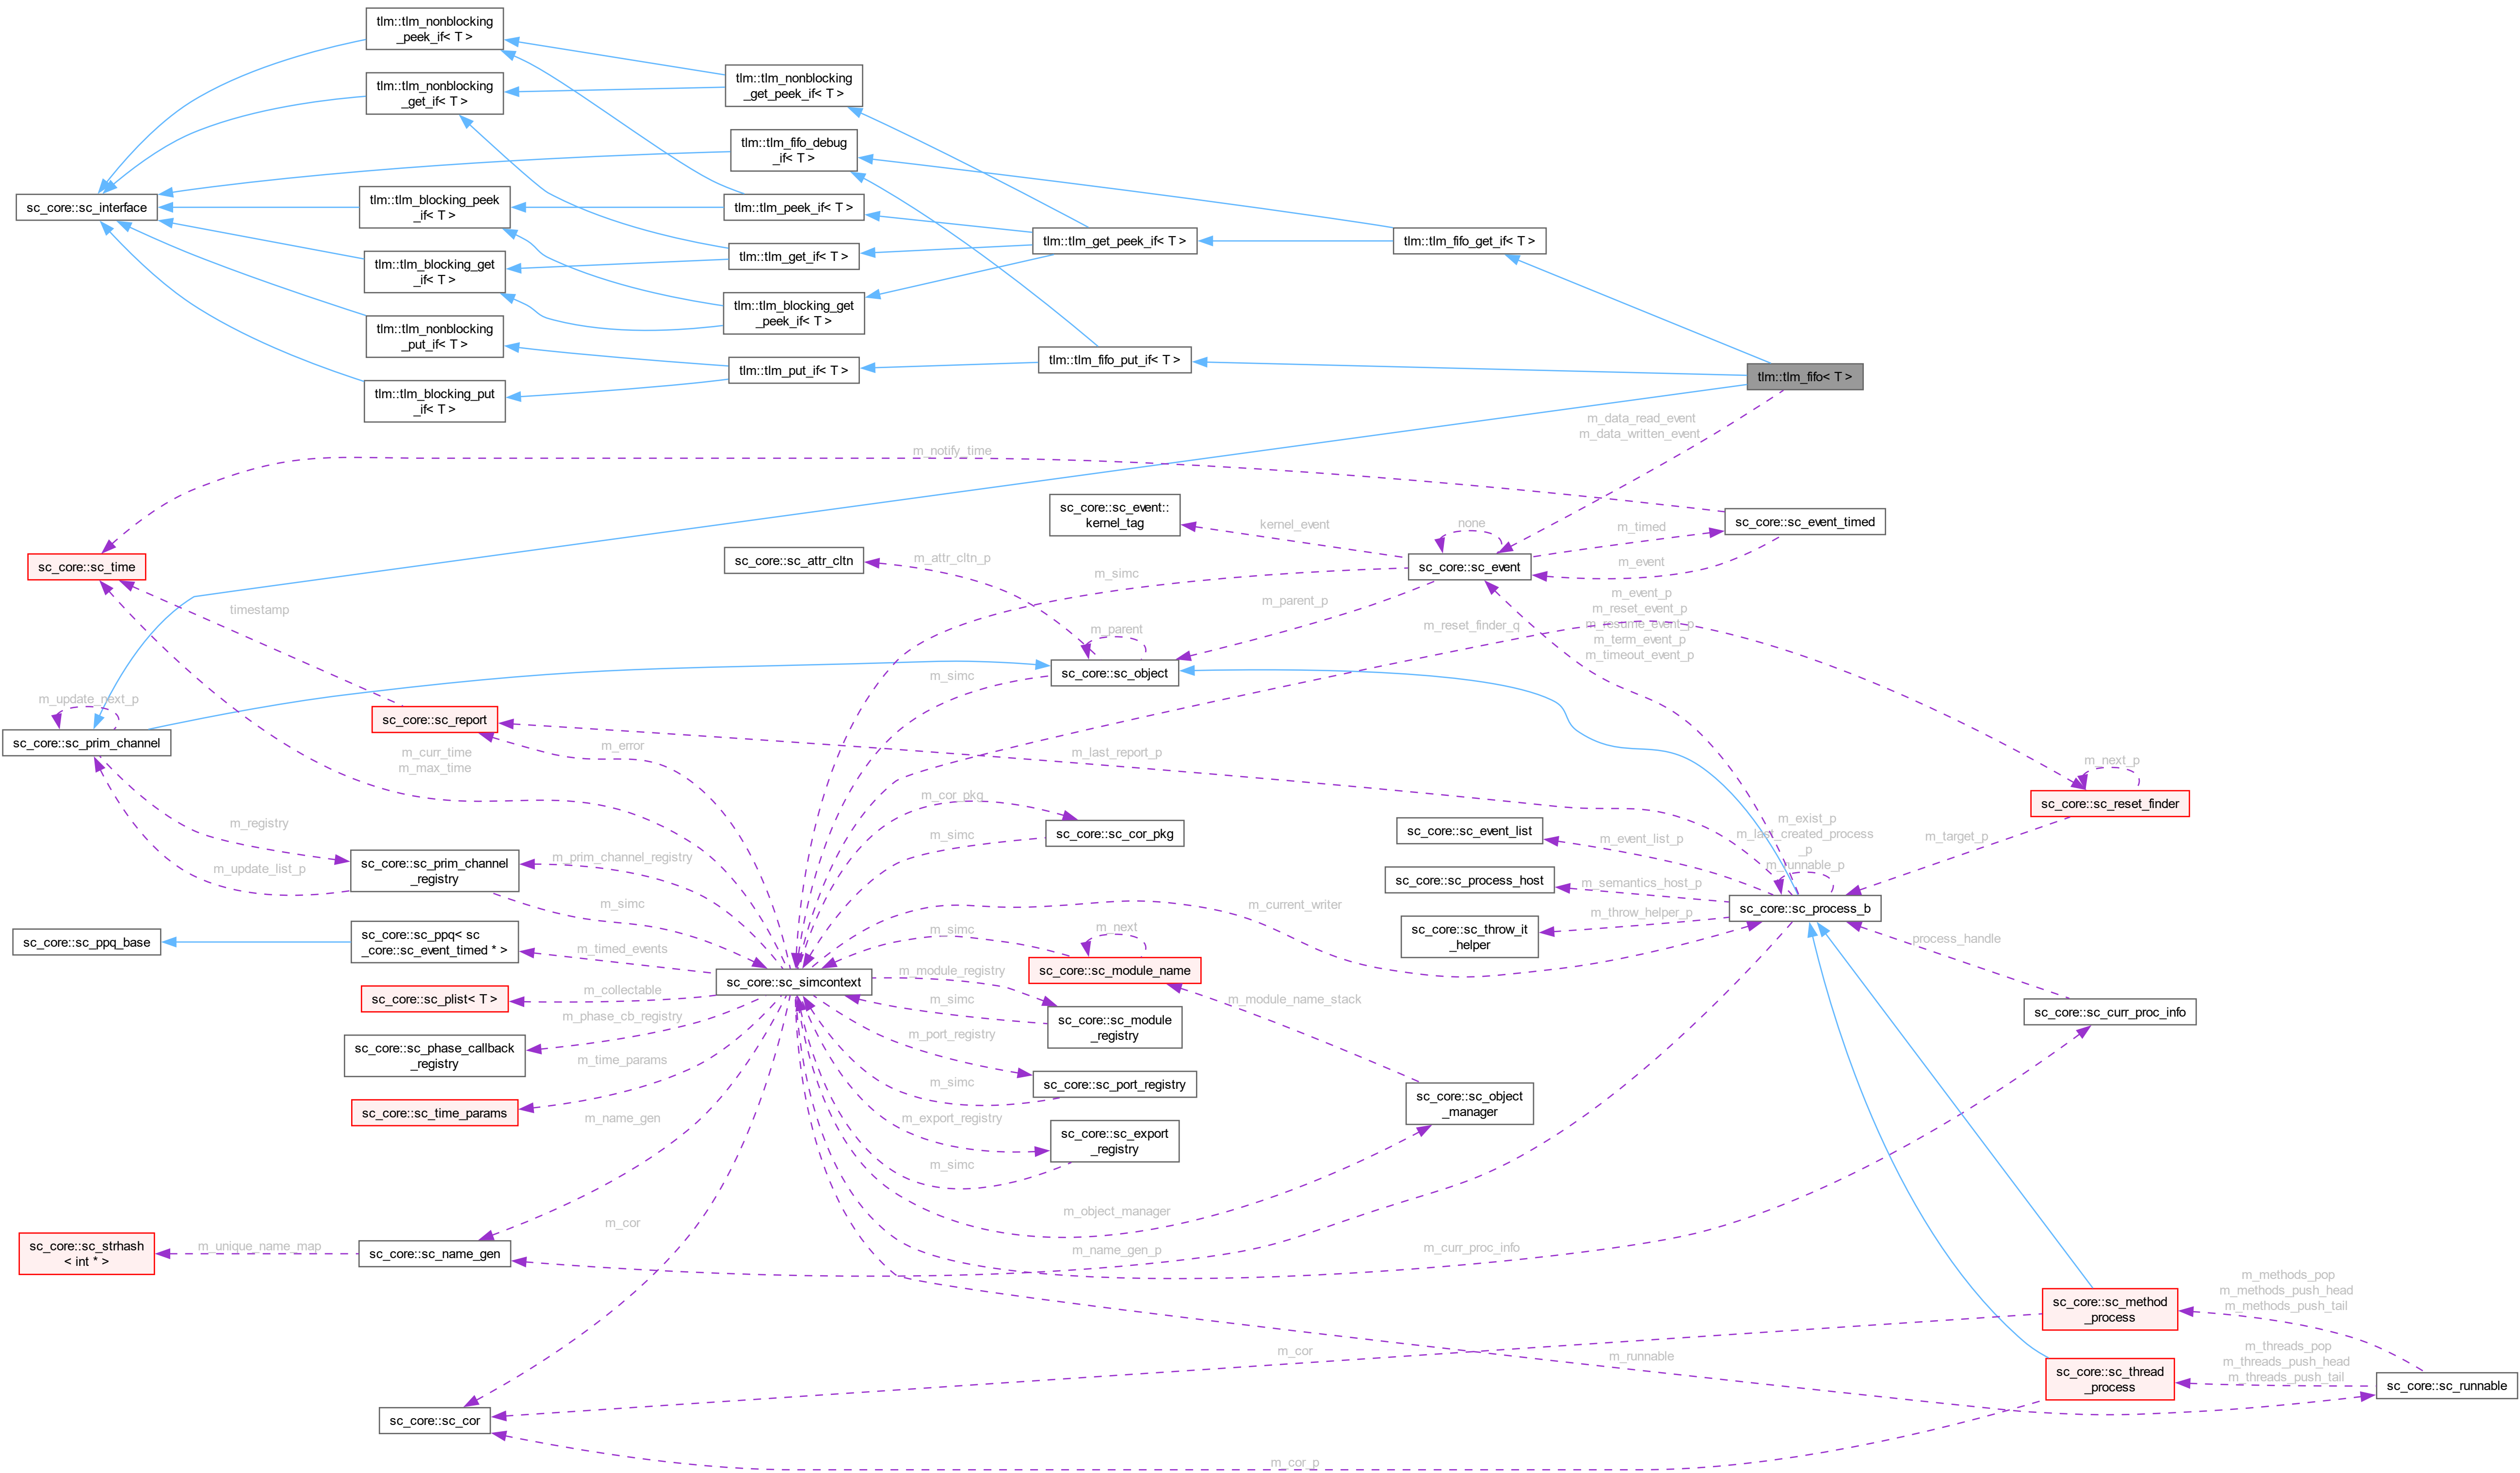 tlm::tlm_nonblocking
_peek_if< T >
tlm::tlm_nonblocking
_get_if< T >
tlm::tlm_nonblocking
_get_peek_if< T >
tlm::tlm_fifo_debug
_if< T >
sc_core::sc_interface
tlm::tlm_blocking_peek
_if< T >
tlm::tlm_peek_if< T >
tlm::tlm_get_peek_if< T >
tlm::tlm_fifo_get_if< T >
tlm::tlm_blocking_get
_if< T >
tlm::tlm_get_if< T >
tlm::tlm_blocking_get
_peek_if< T >
tlm::tlm_nonblocking
_put_if< T >
tlm::tlm_put_if< T >
tlm::tlm_fifo_put_if< T >
tlm::tlm_fifo< T >
tlm::tlm_blocking_put
_if< T >
m_data_read_event
m_data_written_event
m_notify_time
sc_core::sc_event::
kernel_tag
kernel_event
none
m_timed
sc_core::sc_event_timed
sc_core::sc_time
sc_core::sc_attr_cltn
m_attr_cltn_p
m_simc
sc_core::sc_event
m_event
timestamp
m_parent_p
m_event_p
m_reset_event_p
m_resume_event_p
m_term_event_p
m_timeout_event_p
m_parent
m_reset_finder_q
sc_core::sc_object
m_simc
m_update_next_p
sc_core::sc_prim_channel
sc_core::sc_report
m_curr_time
m_max_time
m_error
m_last_report_p
m_next_p
sc_core::sc_reset_finder
m_cor_pkg
sc_core::sc_cor_pkg
m_simc
m_registry
sc_core::sc_event_list
m_event_list_p
m_exist_p
m_last_created_process
_p
m_runnable_p
m_target_p
m_update_list_p
sc_core::sc_prim_channel
_registry
m_prim_channel_registry
sc_core::sc_process_host
m_semantics_host_p
m_simc
m_current_writer
sc_core::sc_process_b
sc_core::sc_throw_it
_helper
m_throw_helper_p
process_handle
sc_core::sc_ppq_base
sc_core::sc_ppq< sc
_core::sc_event_timed * >
m_timed_events
m_simc
m_next
sc_core::sc_module_name
sc_core::sc_simcontext
m_module_registry
sc_core::sc_plist< T >
m_collectable
m_simc
m_module_name_stack
sc_core::sc_module
_registry
sc_core::sc_curr_proc_info
m_phase_cb_registry
sc_core::sc_phase_callback
_registry
m_port_registry
m_time_params
sc_core::sc_port_registry
m_simc
sc_core::sc_time_params
m_name_gen
m_export_registry
sc_core::sc_object
_manager
sc_core::sc_export
_registry
m_simc
m_cor
m_object_manager
sc_core::sc_strhash
< int * >
m_unique_name_map
sc_core::sc_name_gen
m_name_gen_p
m_curr_proc_info
m_methods_pop
m_methods_push_head
m_methods_push_tail
sc_core::sc_method
_process
m_cor
m_runnable
m_threads_pop
m_threads_push_head
m_threads_push_tail
sc_core::sc_thread
_process
sc_core::sc_runnable
sc_core::sc_cor
m_cor_p